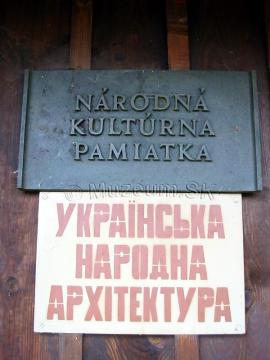 NÁRODNÁ
KULTÚRNA
PAMIATKA
© Muzeum.SK
УКРАЇНСЬКА
НАРОДНА
АРХІТЕКТУРА